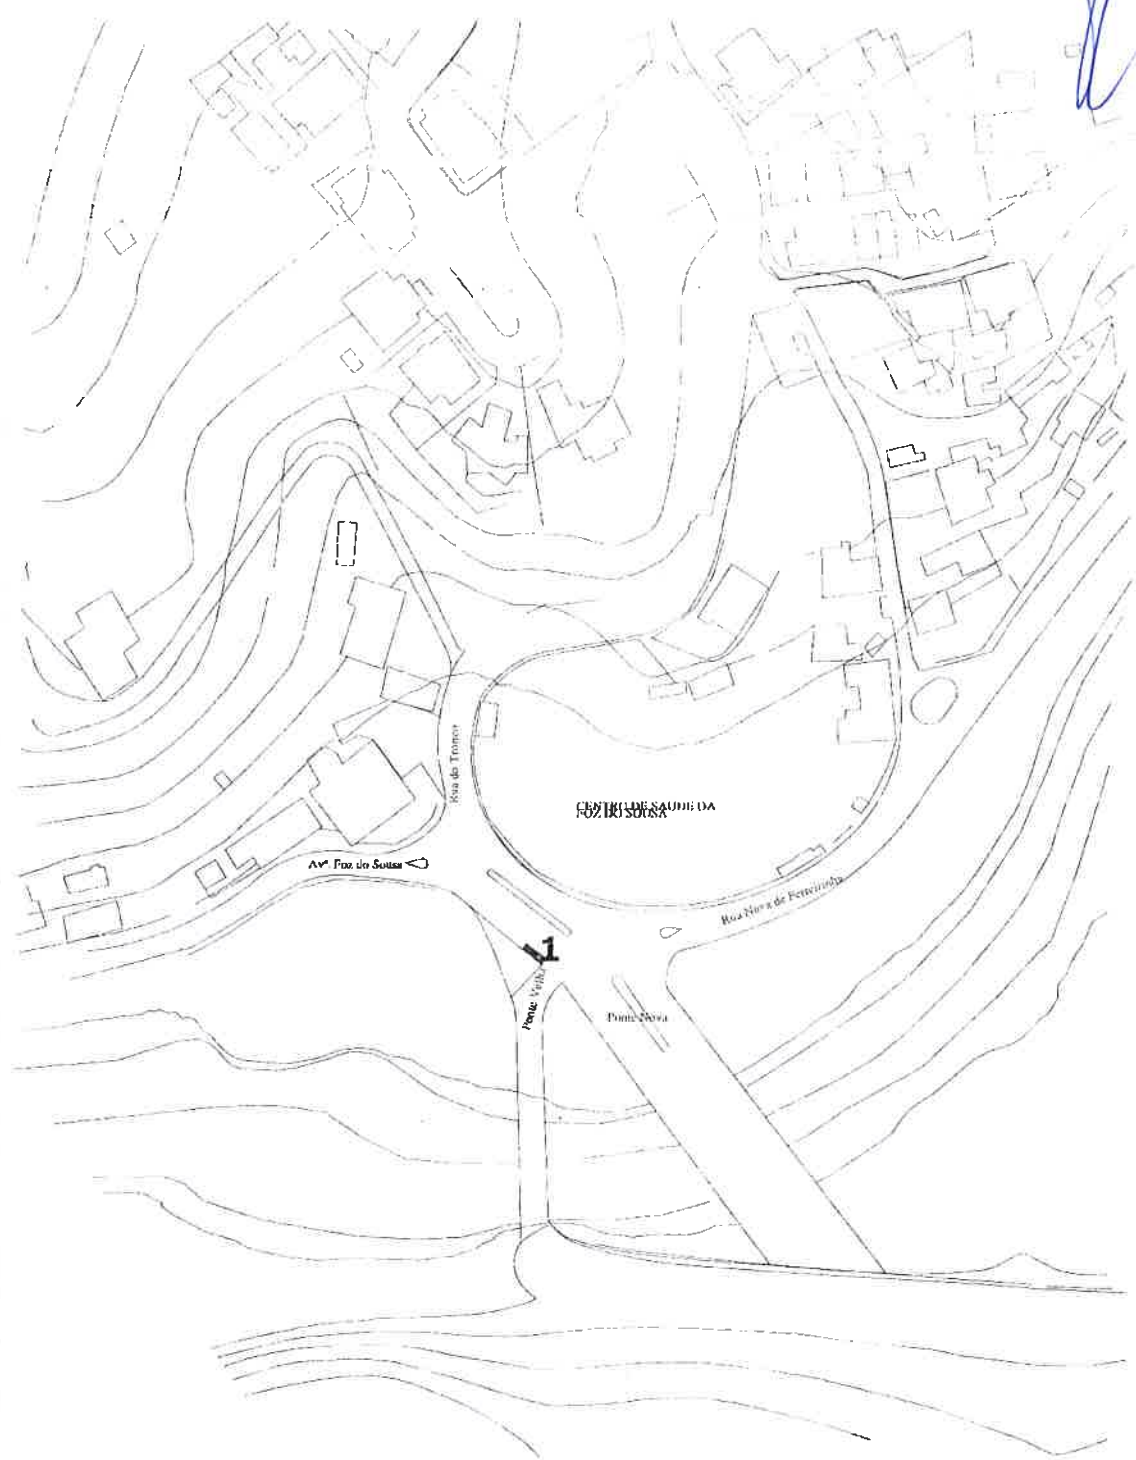 Rua do Tronco
CENTRO DE SAUDE DA
FOZ DO SOUSA
Avª Foz do Sousa
Rua Nova de Ferreirinha
1
Ponte Velha
Ponte Nova